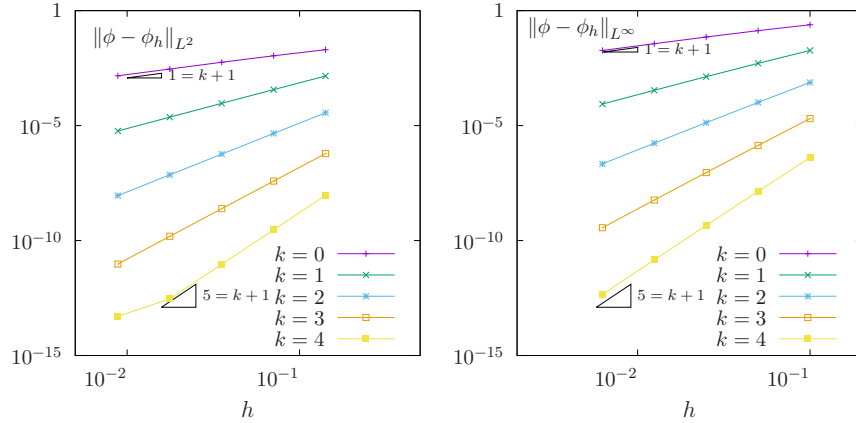 1
10^{-5}
10^{-10}
10^{-15}
‖ϕ − ϕ_h‖_{L^2}
1 = k + 1
5 = k + 1
k = 0
k = 1
k = 2
k = 3
k = 4
10^{-2}
10^{-1}
h
1
10^{-5}
10^{-10}
10^{-15}
‖ϕ − ϕ_h‖_{L^∞}
1 = k + 1
5 = k + 1
k = 0
k = 1
k = 2
k = 3
k = 4
10^{-2}
10^{-1}
h